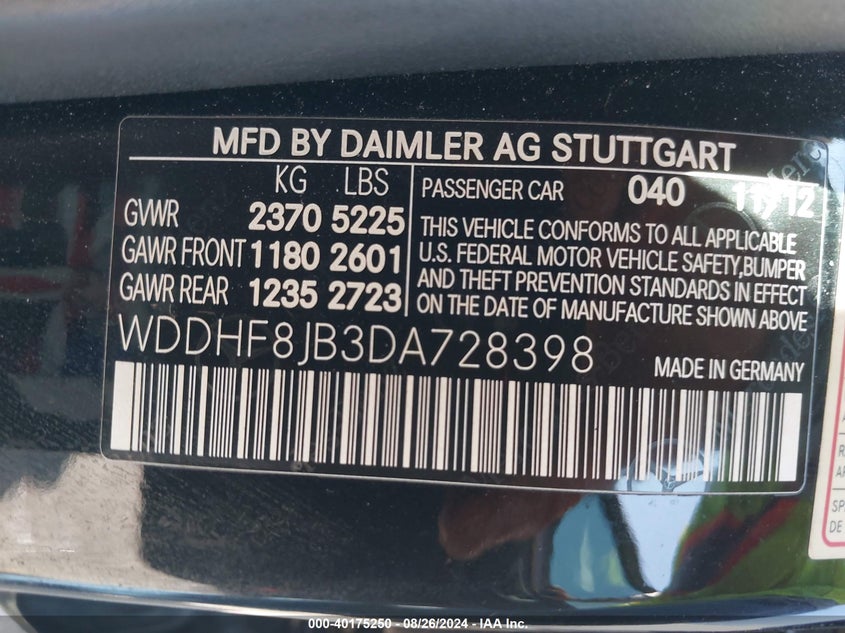 MFD BY DAIMLER AG STUTTGART
KG LBS
GVWR 2370 5225
GAWR FRONT 1180 2601
GAWR REAR 1235 2723
PASSENGER CAR 040 11/12
THIS VEHICLE CONFORMS TO ALL APPLICABLE
U.S. FEDERAL MOTOR VEHICLE SAFETY,BUMPER
AND THEFT PREVENTION STANDARDS IN EFFECT
ON THE DATE OF MANUFACTURE SHOWN ABOVE
WDDHF8JB3DA728398
MADE IN GERMANY
SP
DE
000-40175250 - 08/26/2024 - IAA Inc.